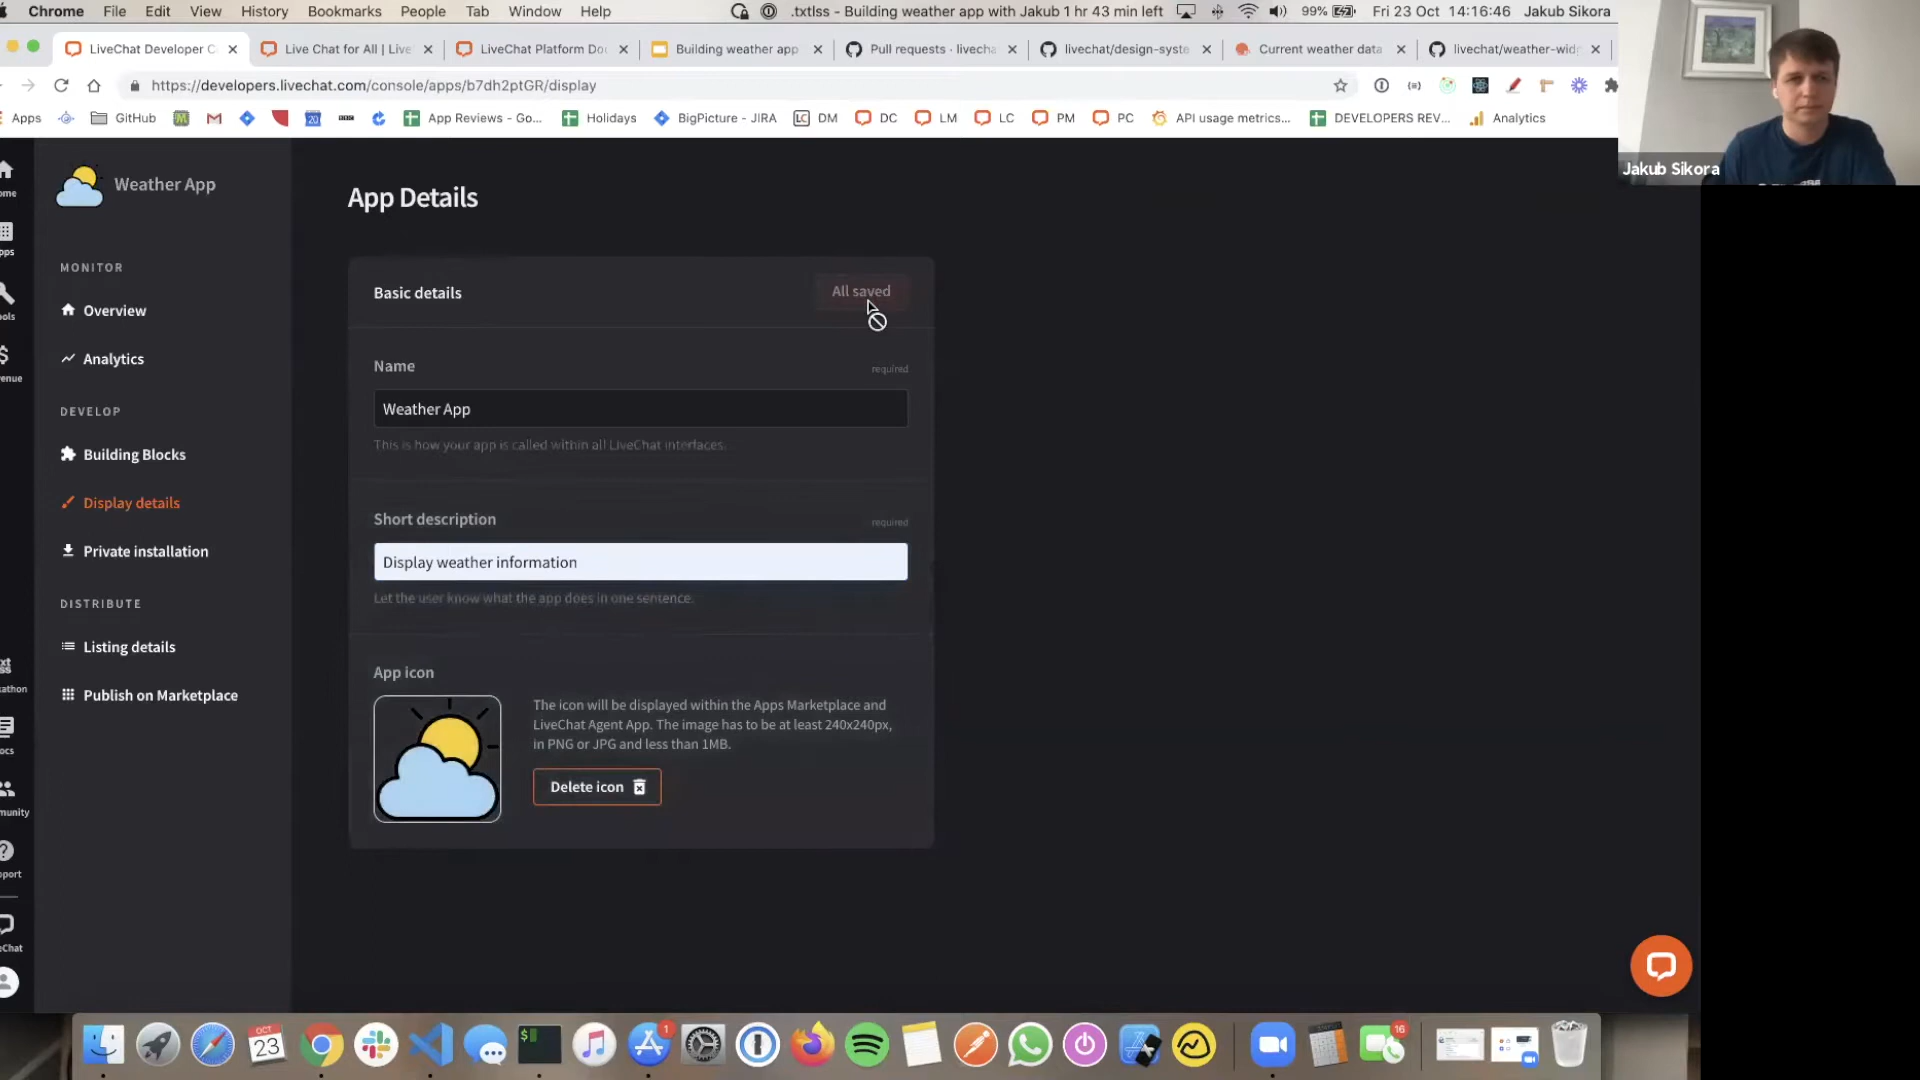 Chrome File Edit View History Bookmarks People Tab Window Help
.txtlss - Building weather app with Jakub 1 hr 43 min left
99% Fri 23 Oct 14:16:46 Jakub Sikora
LiveChat Developer C
Live Chat for All | Live
LiveChat Platform Do
Building weather app
Pull requests · livecha
livechat/design-syste
Current weather data
livechat/weather-wid
https://developers.livechat.com/console/apps/b7dh2ptGR/display
Apps GitHub App Reviews - Go... Holidays BigPicture - JIRA DM DC LM LC PM PC API usage metrics... DEVELOPERS REV... Analytics
Jakub Sikora
Weather App
MONITOR
Overview
Analytics
DEVELOP
Building Blocks
Display details
Private installation
DISTRIBUTE
Listing details
Publish on Marketplace
App Details
Basic details
All saved
Name
required
Weather App
This is how your app is called within all LiveChat interfaces.
Short description
required
Display weather information
Let the user know what the app does in one sentence.
App icon
The icon will be displayed within the Apps Marketplace and
LiveChat Agent App. The image has to be at least 240x240px,
in PNG or JPG and less than 1MB.
Delete icon
OCT
23
$
1
16